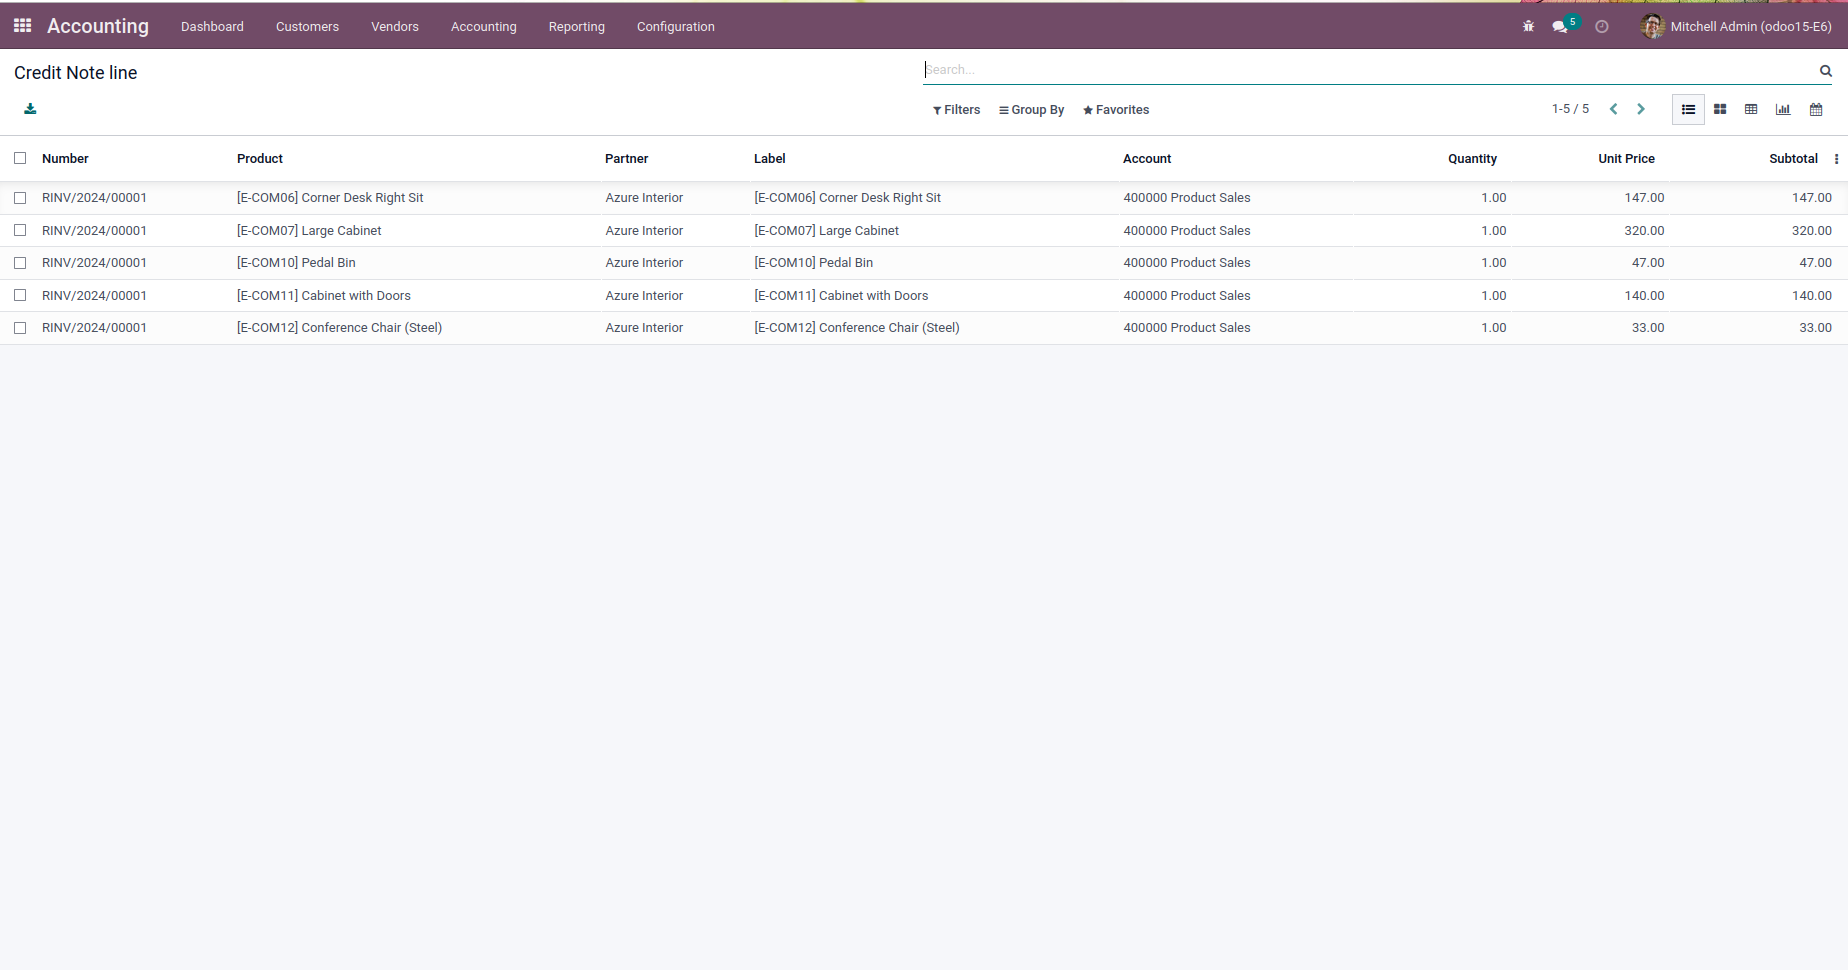 Accounting Dashboard Customers Vendors Accounting Reporting Configuration 5 Mitchell Admin (odoo15-E6)
Credit Note line Search...
Filters Group By Favorites 1-5 / 5
Number Product Partner Label Account Quantity Unit Price Subtotal
RINV/2024/00001 [E-COM06] Corner Desk Right Sit Azure Interior [E-COM06] Corner Desk Right Sit 400000 Product Sales 1.00 147.00 147.00
RINV/2024/00001 [E-COM07] Large Cabinet Azure Interior [E-COM07] Large Cabinet 400000 Product Sales 1.00 320.00 320.00
RINV/2024/00001 [E-COM10] Pedal Bin Azure Interior [E-COM10] Pedal Bin 400000 Product Sales 1.00 47.00 47.00
RINV/2024/00001 [E-COM11] Cabinet with Doors Azure Interior [E-COM11] Cabinet with Doors 400000 Product Sales 1.00 140.00 140.00
RINV/2024/00001 [E-COM12] Conference Chair (Steel) Azure Interior [E-COM12] Conference Chair (Steel) 400000 Product Sales 1.00 33.00 33.00